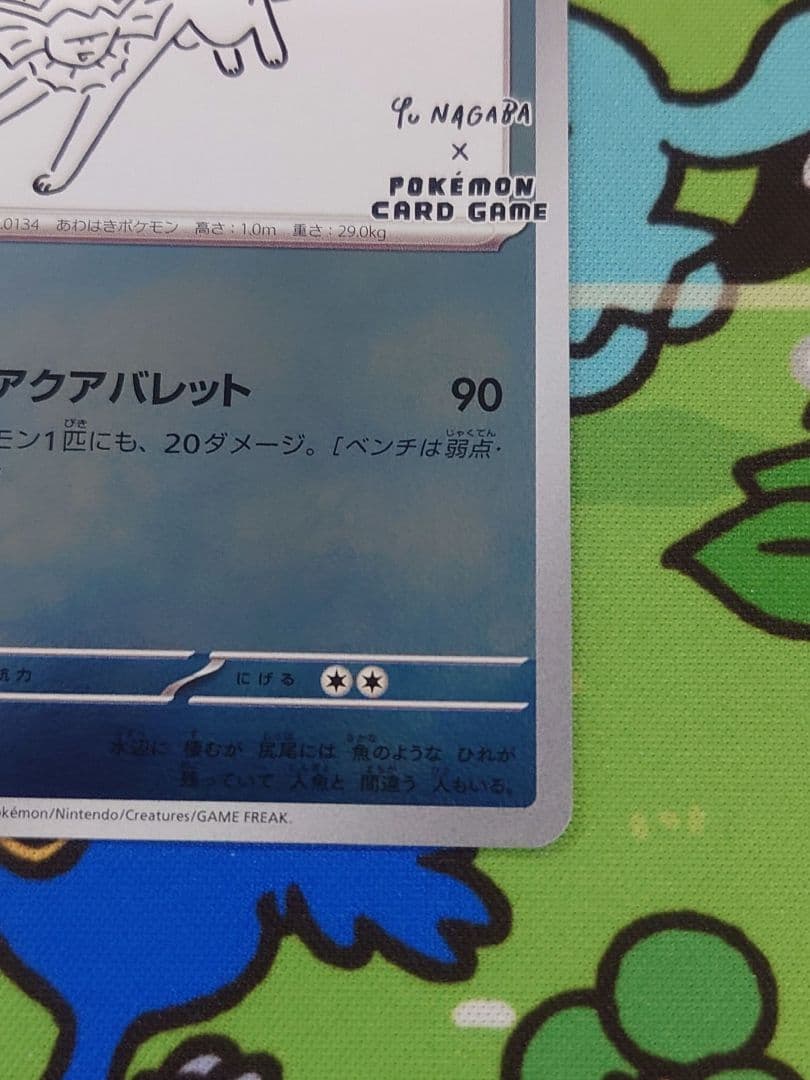 Yu NAGABA
×
POKÉMON
CARD GAME
.0134 あわはきポケモン 高さ：1.0m 重さ：29.0kg
アクアバレット 90
モン1匹にも、20ダメージ。［ベンチは弱点・
抗力 にげる
水辺に 棲むが 尻尾には 魚のような ひれが
残っていて 人魚と 間違う 人もいる。
okémon/Nintendo/Creatures/GAME FREAK.